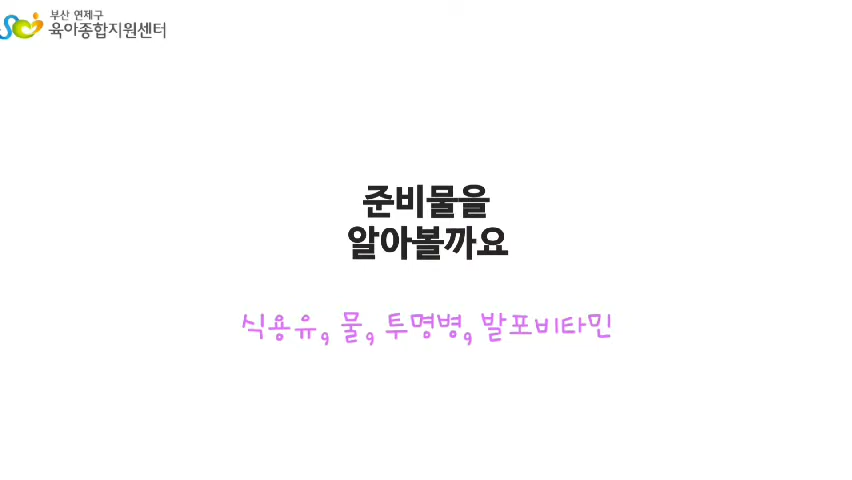 부산 연제구
육아종합지원센터
준비물을
알아볼까요
식용유, 물, 투명병, 발포비타민